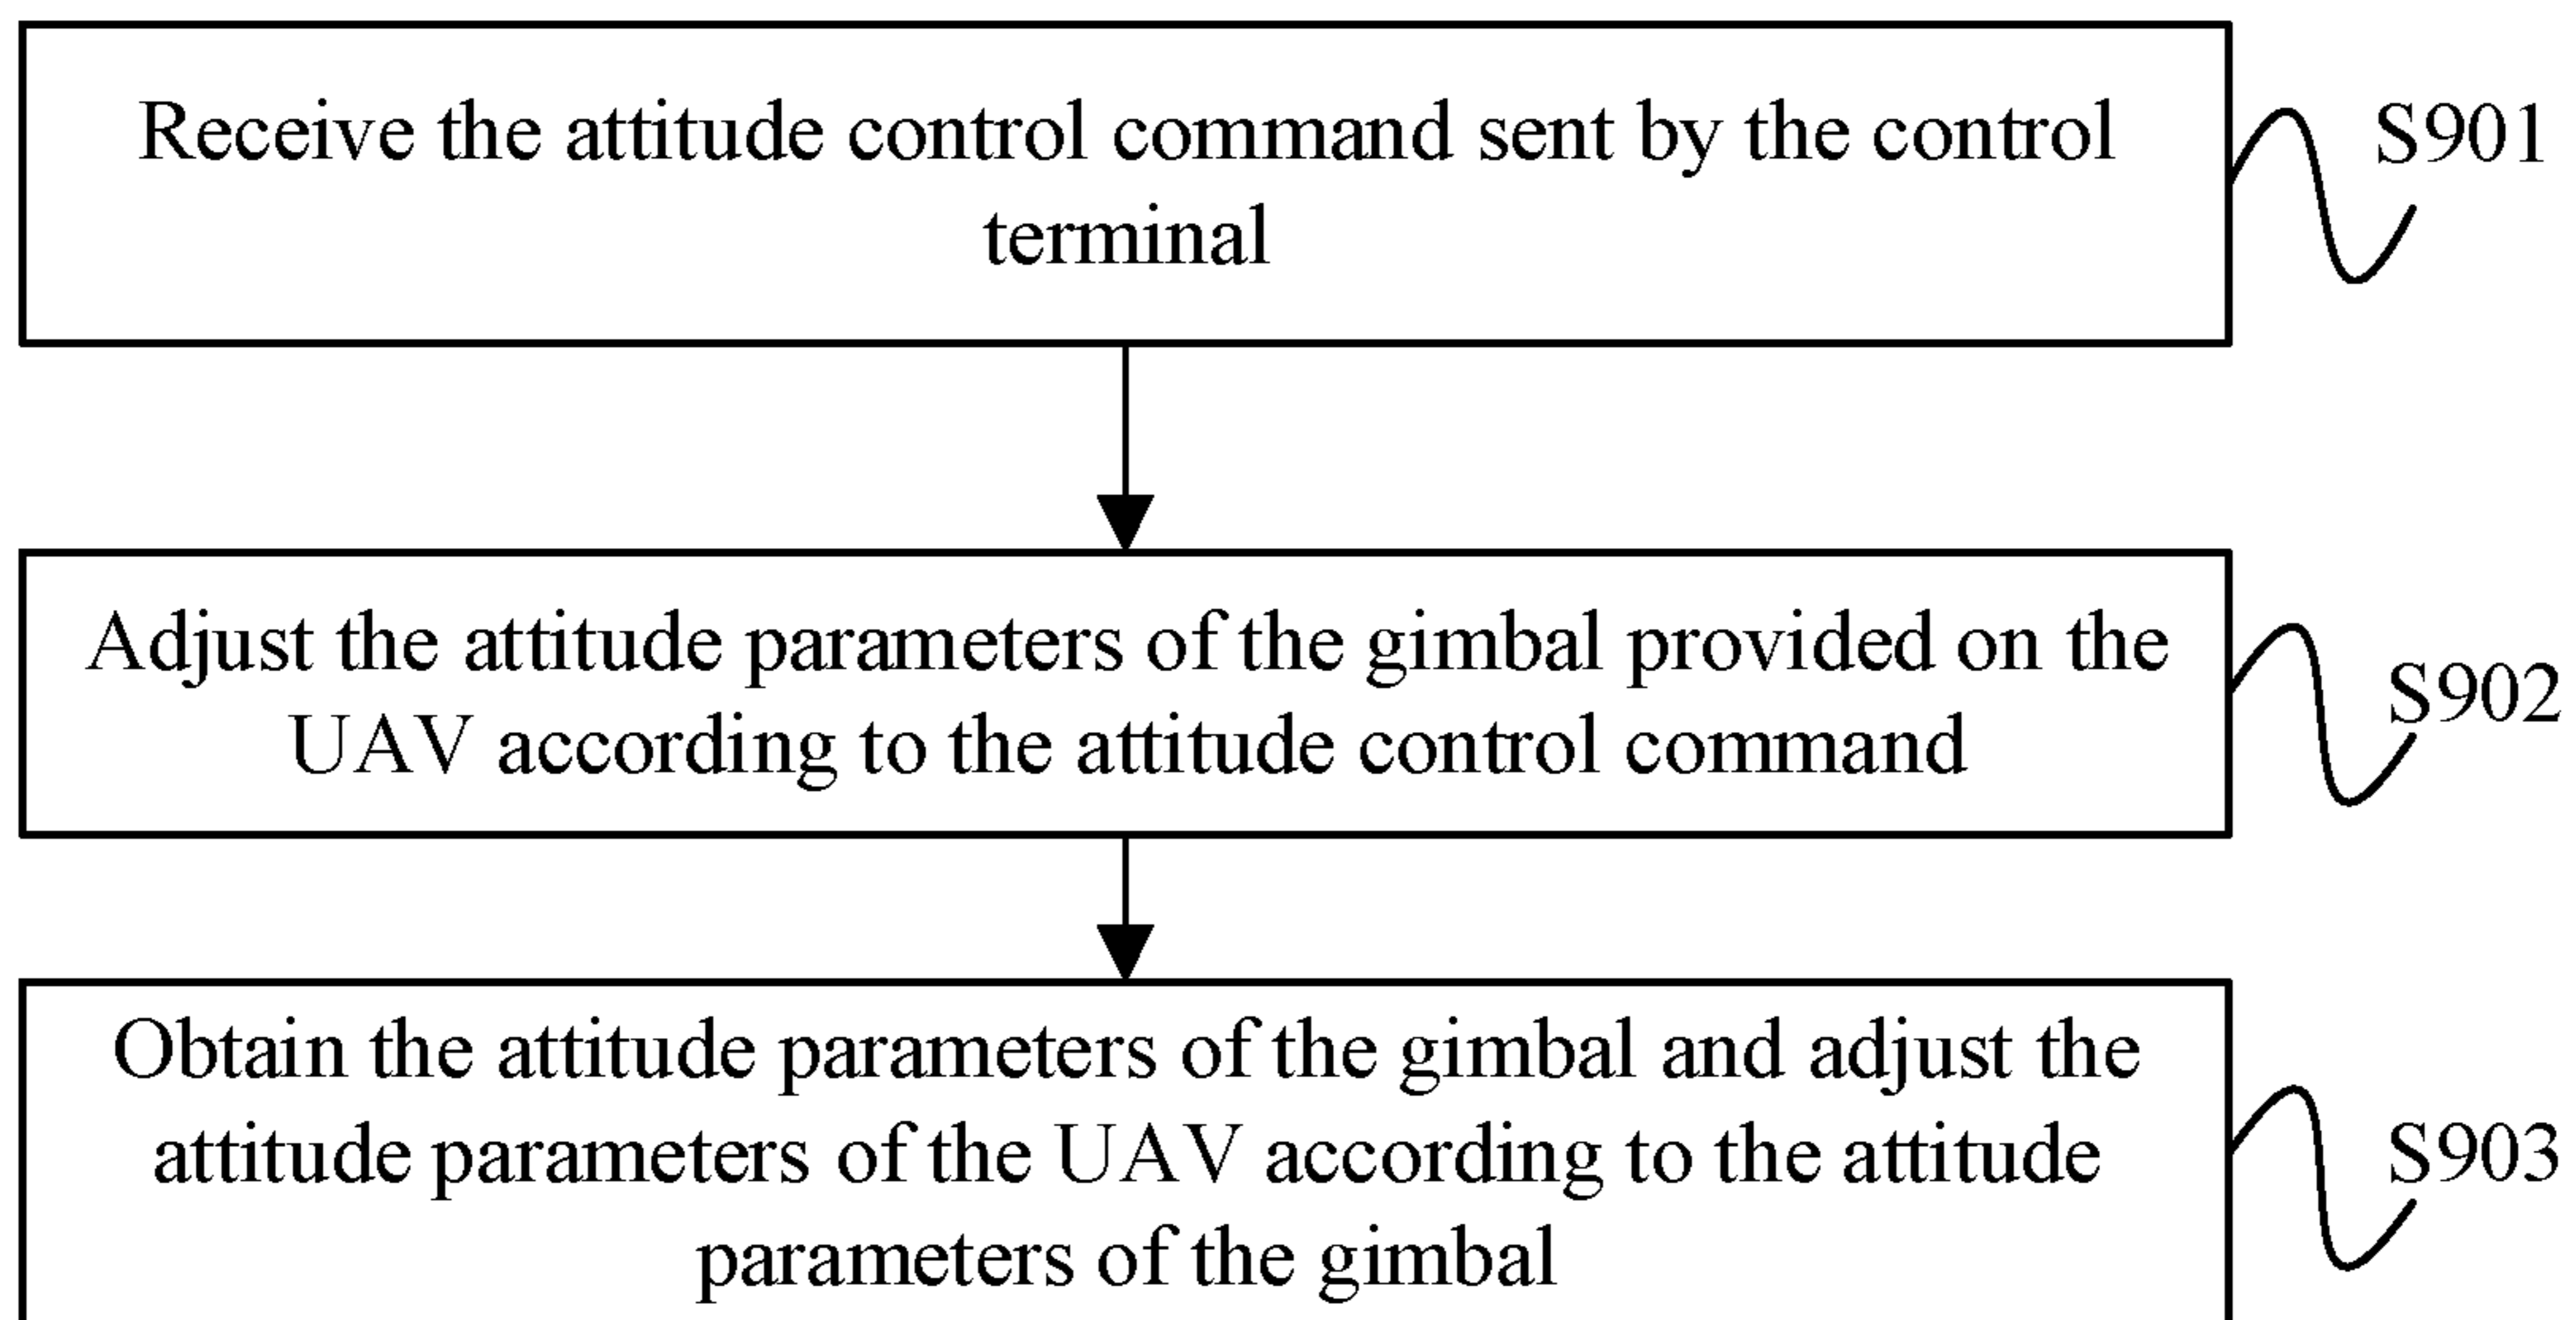 Receive the attitude control command sent by the control
terminal
S901
Adjust the attitude parameters of the gimbal provided on the
UAV according to the attitude control command
S902
Obtain the attitude parameters of the gimbal and adjust the
attitude parameters of the UAV according to the attitude
parameters of the gimbal
S903